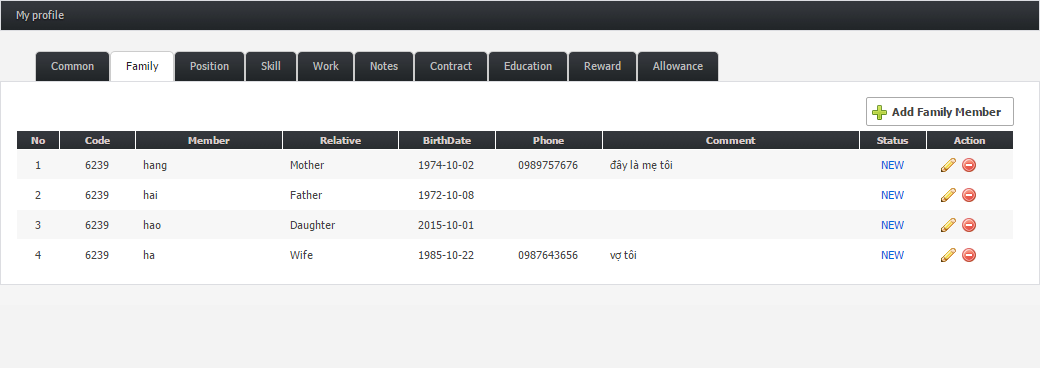 My profile
Common Family Position Skill Work Notes Contract Education Reward Allowance
Add Family Member
No Code Member Relative BirthDate Phone Comment Status Action
1 6239 hang Mother 1974-10-02 0989757676 đây là mẹ tôi NEW
2 6239 hai Father 1972-10-08 NEW
3 6239 hao Daughter 2015-10-01 NEW
4 6239 ha Wife 1985-10-22 0987643656 vợ tôi NEW